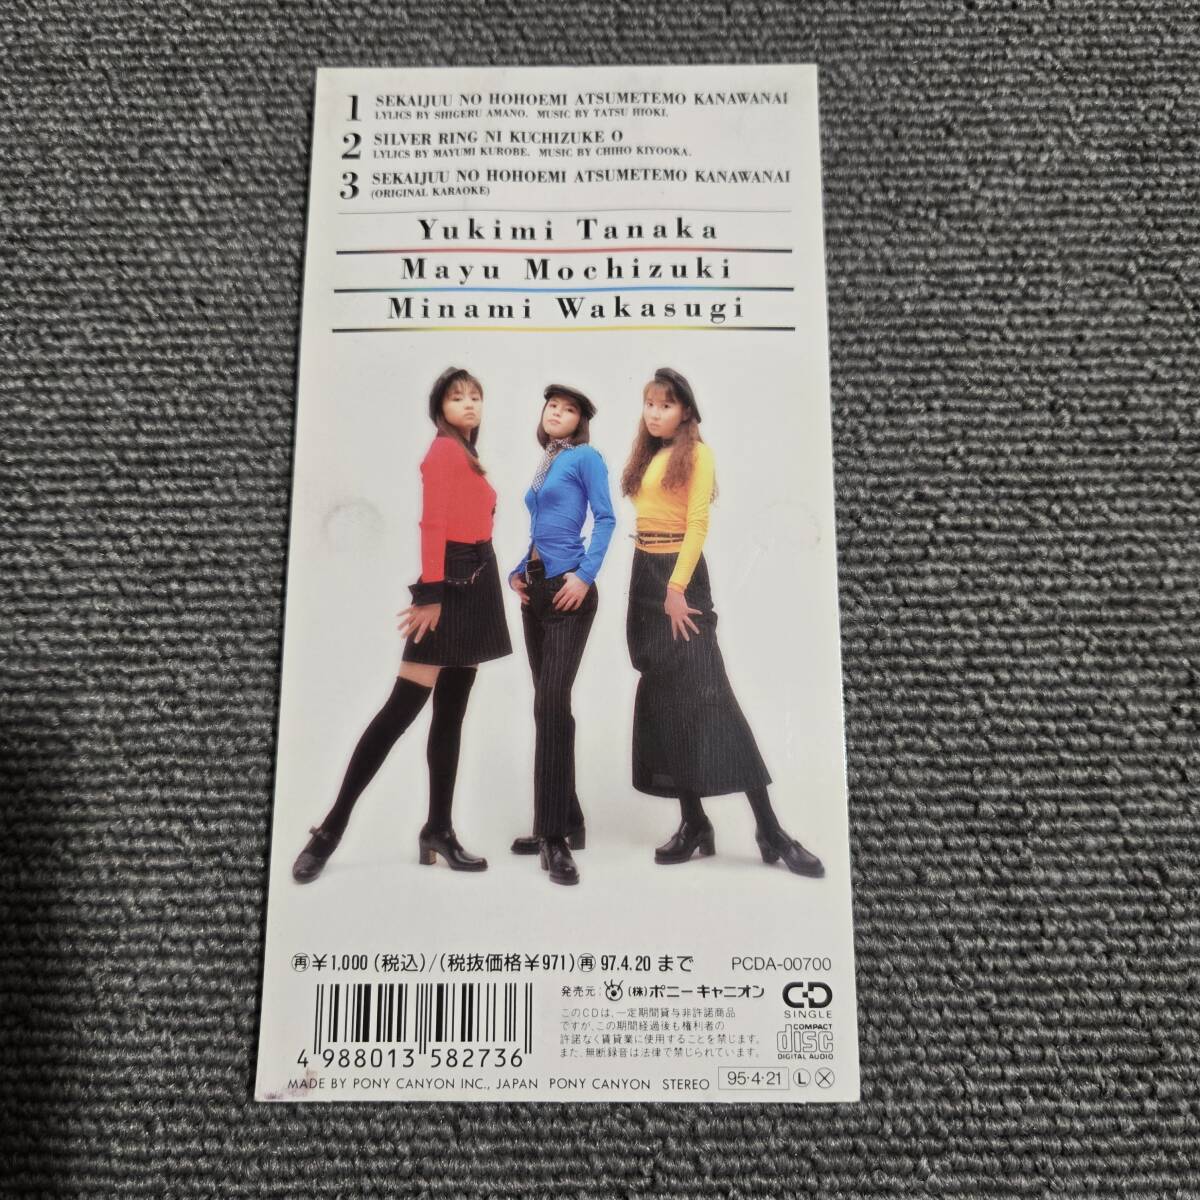 1 SEKAIJUU NO HOHOEMI ATSUMETEMO KANAWANAI
LYLICS BY SHIGERU AMANO. MUSIC BY TATSU HIOKI.
2 SILVER RING NI KUCHIZUKE O
LYLICS BY MAYUMI KUROBE. MUSIC BY CHIHO KIYOOKA.
3 SEKAIJUU NO HOHOEMI ATSUMETEMO KANAWANAI
(ORIGINAL KARAOKE)
Yukimi Tanaka
Mayu Mochizuki
Minami Wakasugi
㊞¥1,000(税込)/(税抜価格¥971)再97.4.20まで
PCDA-00700
発売元:(株)ポニーキャニオン
CD SINGLE
このCDは、一定期間貸与非許諾商品
ですが、この期間経過後も権利者の
許諾なく賃貸業に使用することを禁じます。
また、無断録音は法律で禁じられています。
COMPACT disc DIGITAL AUDIO
4 988013 582736
MADE BY PONY CANYON INC., JAPAN PONY CANYON STEREO 95·4·21 L X